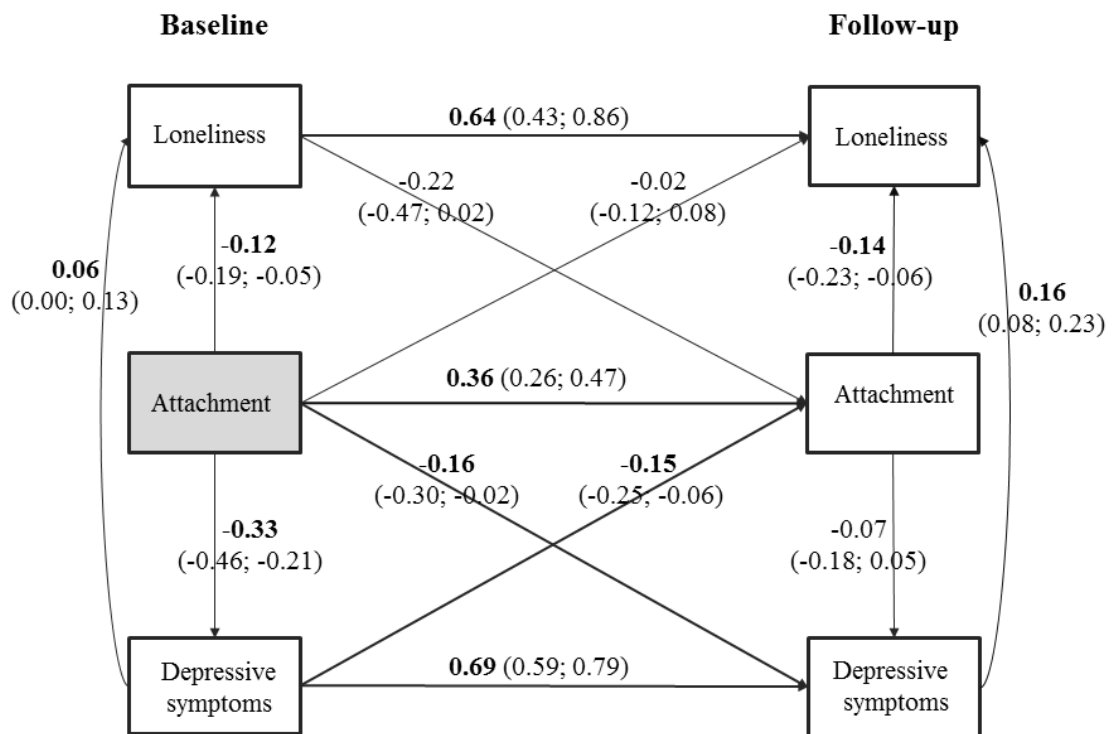 Baseline
Follow-up
Loneliness
0.64 (0.43; 0.86)
Loneliness
-0.22
(-0.47; 0.02)
-0.02
(-0.12; 0.08)
-0.12
(-0.19; -0.05)
-0.14
(-0.23; -0.06)
0.06
(0.00; 0.13)
0.16
(0.08; 0.23)
Attachment
0.36 (0.26; 0.47)
Attachment
-0.16
(-0.30; -0.02)
-0.15
(-0.25; -0.06)
-0.33
(-0.46; -0.21)
-0.07
(-0.18; 0.05)
Depressive
symptoms
0.69 (0.59; 0.79)
Depressive
symptoms